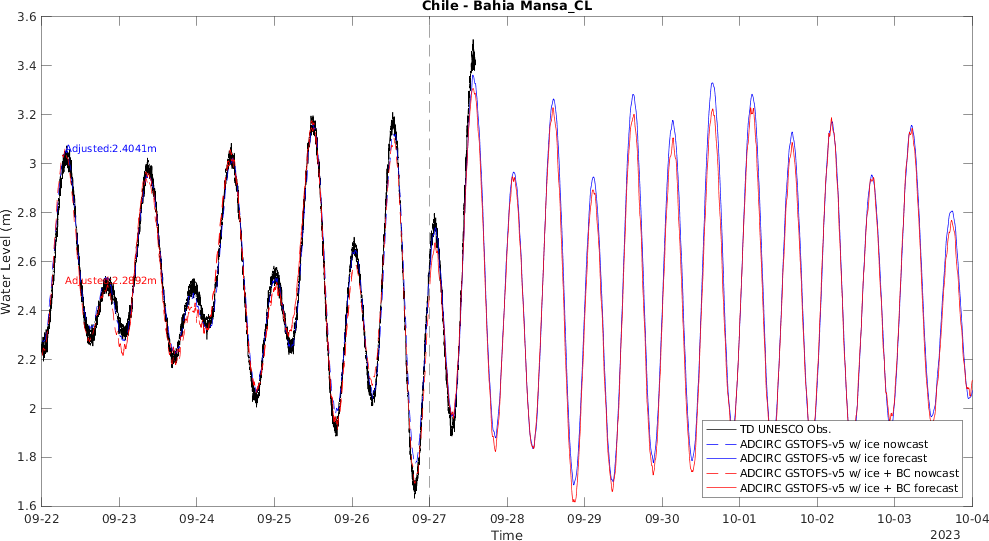 Chile - Bahia Mansa_CL
3.6
3.4
3.2
3
2.8
2.6
2.4
2.2
2
1.8
1.6
Water Level (m)
Adjusted:2.4041m
Adjusted:2.2892m
TD UNESCO Obs.
ADCIRC GSTOFS-v5 w/ ice nowcast
ADCIRC GSTOFS-v5 w/ ice forecast
ADCIRC GSTOFS-v5 w/ ice + BC nowcast
ADCIRC GSTOFS-v5 w/ ice + BC forecast
09-22 09-23 09-24 09-25 09-26 09-27 09-28 09-29 09-30 10-01 10-02 10-03 10-04
Time
2023